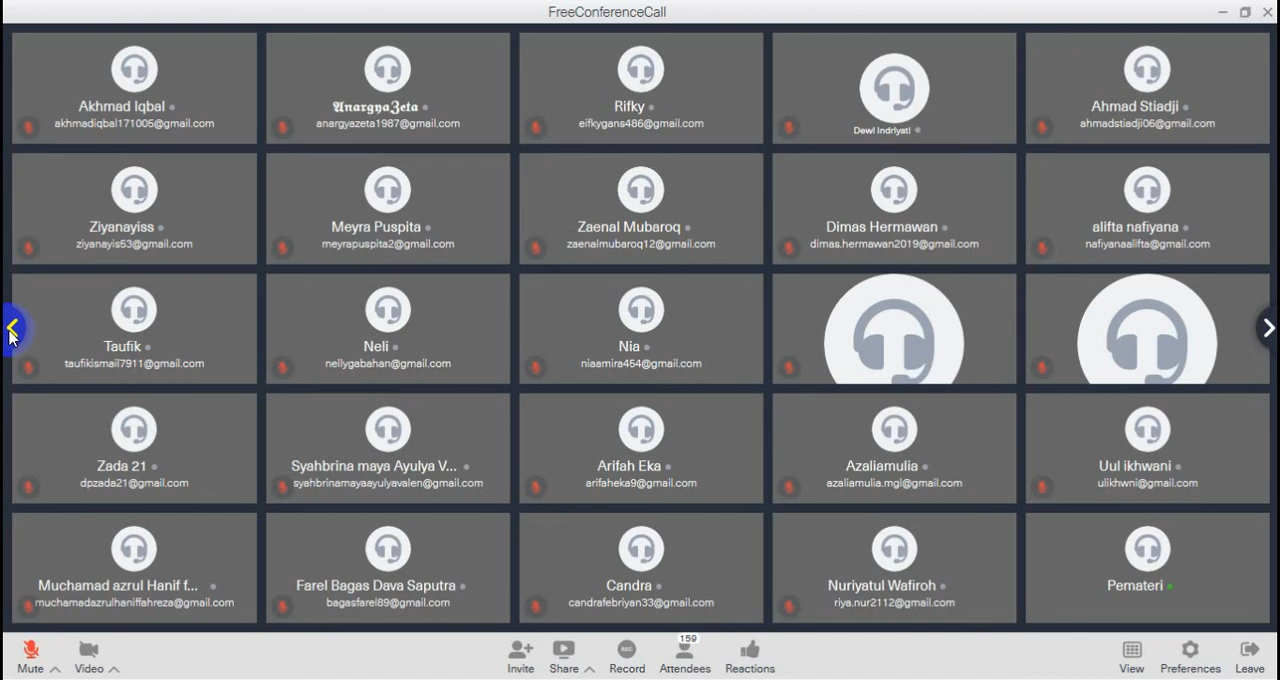 FreeConferenceCall
Akhmad Iqbal
akhmadiqbal171005@gmail.com
𝕬𝖓𝖆𝖗𝖌𝖞𝖆𝖅𝖊𝖙𝖆
anargyazeta1987@gmail.com
Rifky
eifkygans486@gmail.com
Dewi Indriyati
Ahmad Stiadji
ahmadstiadji06@gmail.com
Ziyanayiss
ziyanayis53@gmail.com
Meyra Puspita
meyrapuspita2@gmail.com
Zaenal Mubaroq
zaenalmubaroq12@gmail.com
Dimas Hermawan
dimas.hermawan2019@gmail.com
alifta nafiyana
nafiyanaalifta@gmail.com
Taufik
taufikismail7911@gmail.com
Neli
nellygabahan@gmail.com
Nia
niaamira454@gmail.com
Zada 21
dpzada21@gmail.com
Syahbrina maya Ayulya V...
syahbrinamayaayulyavalen@gmail.com
Arifah Eka
arifaheka9@gmail.com
Azaliamulia
azaliamulia.mgl@gmail.com
Uul ikhwani
ulikhwni@gmail.com
Muchamad azrul Hanif f...
muchamadazrulhaniffahreza@gmail.com
Farel Bagas Dava Saputra
bagasfarel89@gmail.com
Candra
candrafebriyan33@gmail.com
Nuriyatul Wafiroh
riya.nur2112@gmail.com
Pemateri
Mute
Video
Invite
Share
REC
Record
159
Attendees
Reactions
View
Preferences
Leave